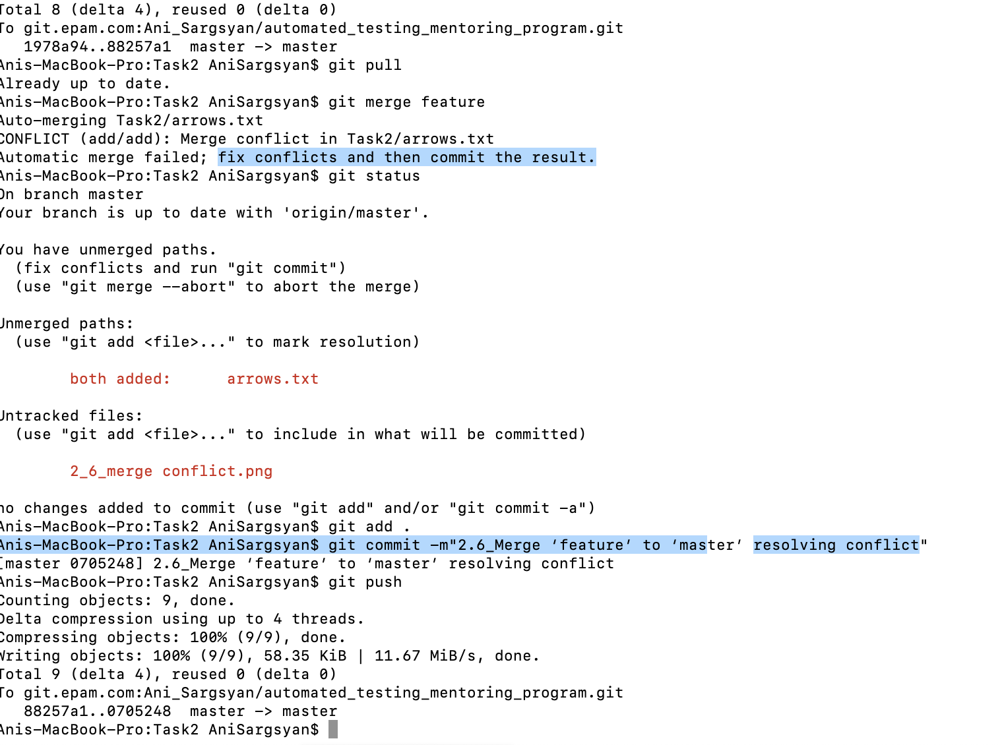 Total 8 (delta 4), reused 0 (delta 0)
To git.epam.com:Ani_Sargsyan/automated_testing_mentoring_program.git
   1978a94..88257a1  master -> master
Anis-MacBook-Pro:Task2 AniSargsyan$ git pull
Already up to date.
Anis-MacBook-Pro:Task2 AniSargsyan$ git merge feature
Auto-merging Task2/arrows.txt
CONFLICT (add/add): Merge conflict in Task2/arrows.txt
Automatic merge failed; fix conflicts and then commit the result.
Anis-MacBook-Pro:Task2 AniSargsyan$ git status
On branch master
Your branch is up to date with 'origin/master'.

You have unmerged paths.
  (fix conflicts and run "git commit")
  (use "git merge --abort" to abort the merge)

Unmerged paths:
  (use "git add <file>..." to mark resolution)

        both added:      arrows.txt

Untracked files:
  (use "git add <file>..." to include in what will be committed)

        2_6_merge conflict.png

no changes added to commit (use "git add" and/or "git commit -a")
Anis-MacBook-Pro:Task2 AniSargsyan$ git add .
Anis-MacBook-Pro:Task2 AniSargsyan$ git commit -m"2.6_Merge ‘feature’ to ‘master’ resolving conflict"
[master 0705248] 2.6_Merge ‘feature’ to ‘master’ resolving conflict
Anis-MacBook-Pro:Task2 AniSargsyan$ git push
Counting objects: 9, done.
Delta compression using up to 4 threads.
Compressing objects: 100% (9/9), done.
Writing objects: 100% (9/9), 58.35 KiB | 11.67 MiB/s, done.
Total 9 (delta 4), reused 0 (delta 0)
To git.epam.com:Ani_Sargsyan/automated_testing_mentoring_program.git
   88257a1..0705248  master -> master
Anis-MacBook-Pro:Task2 AniSargsyan$